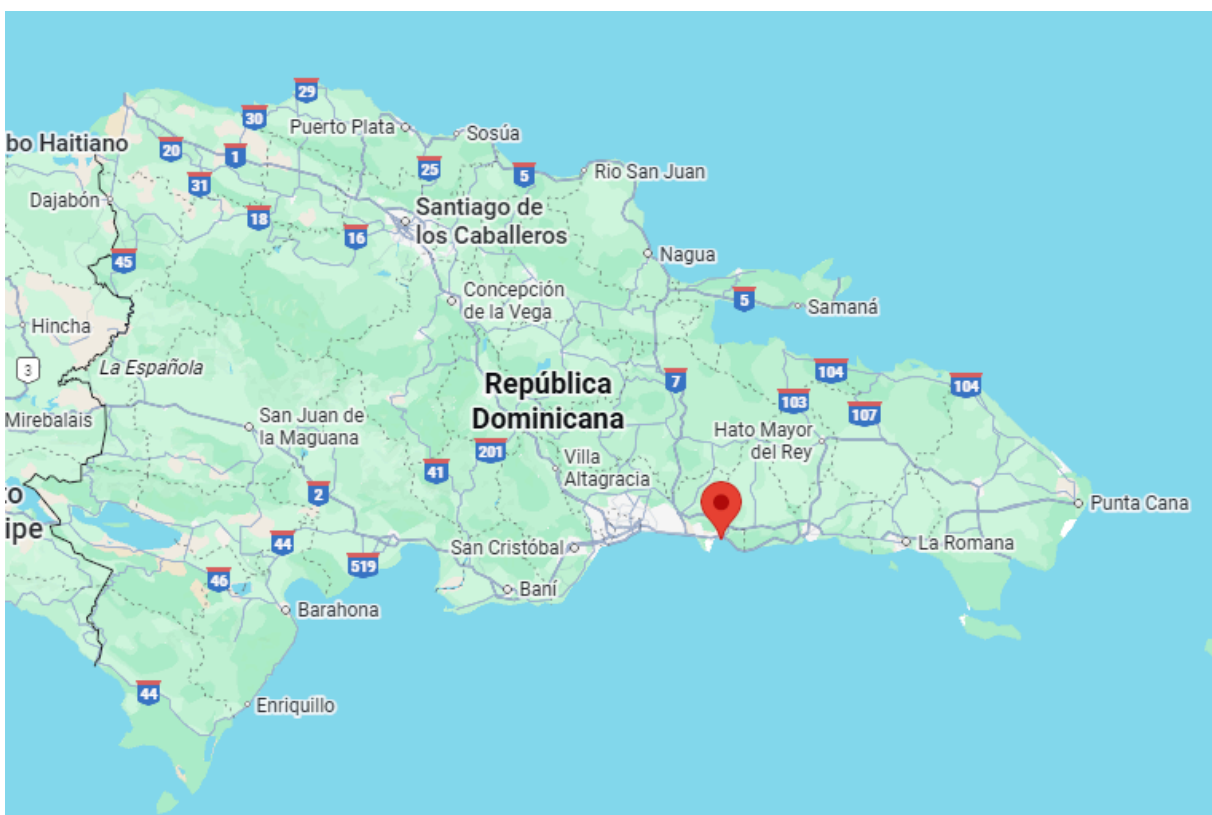 29
30
Puerto Plata
Sosúa
bo Haitiano
20
1
25
5
Rio San Juan
31
Dajabón
18
Santiago de
los Caballeros
16
45
Nagua
Concepción
de la Vega
5
Samaná
Hincha
3
La Española
7
104
104
República
Dominicana
103
107
Mirebalais
San Juan de
la Maguana
Hato Mayor
del Rey
201
41
Villa
Altagracia
2
to
ipe
Punta Cana
44
San Cristóbal
La Romana
519
46
Baní
Barahona
44
Enriquillo